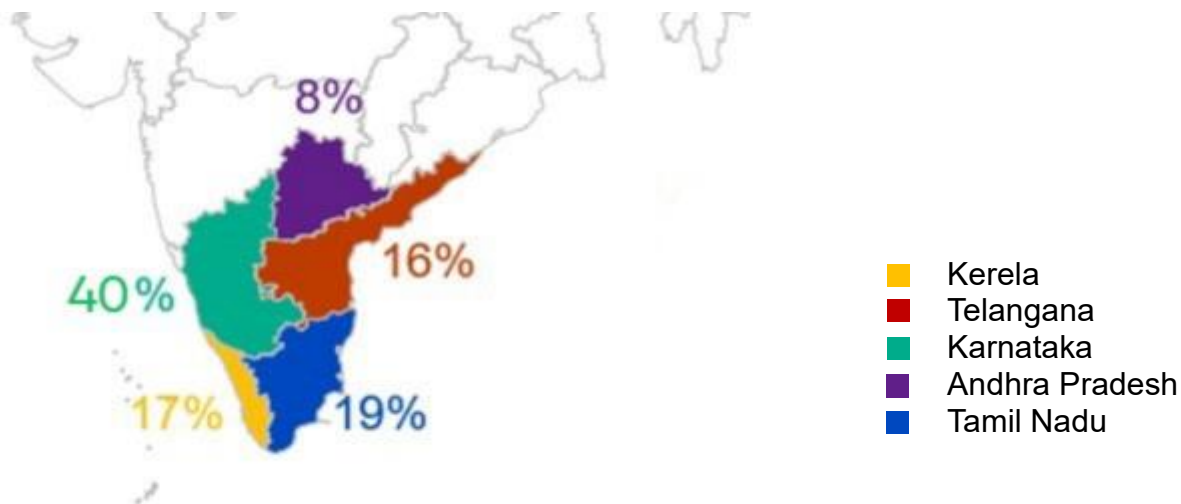 8%
16%
40%
17%
19%
Kerela
Telangana
Karnataka
Andhra Pradesh
Tamil Nadu